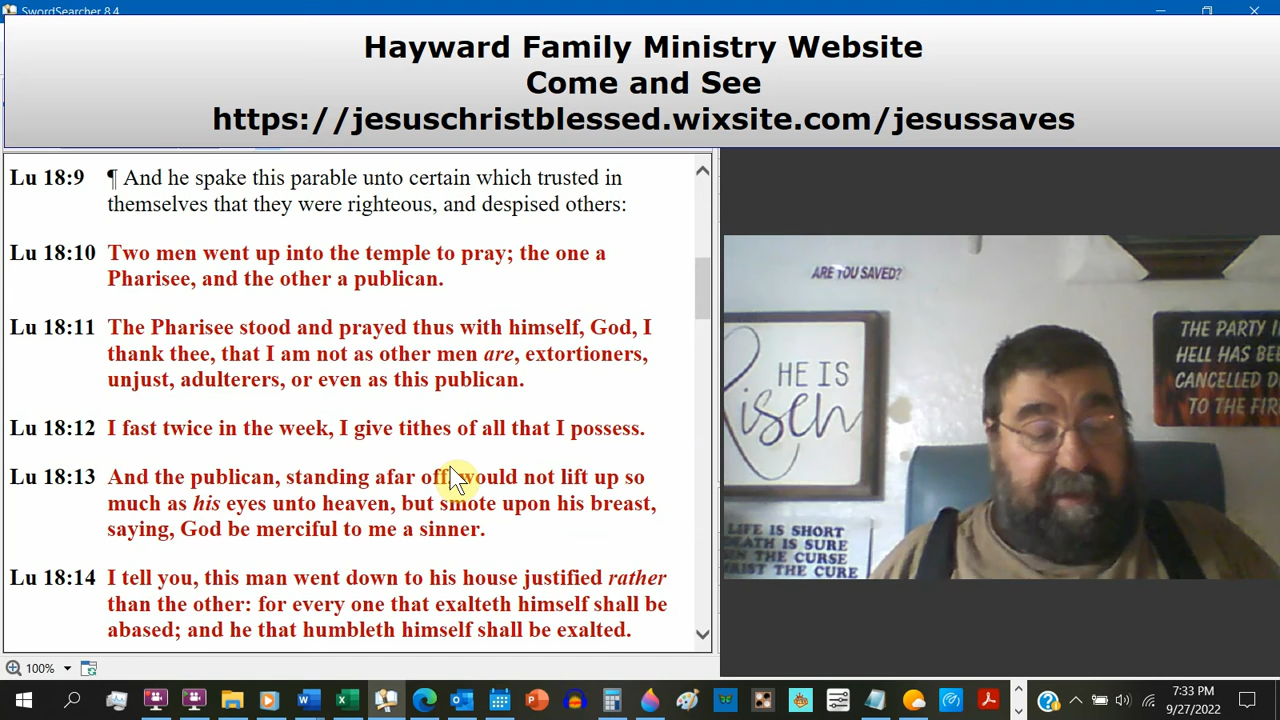 SwordSearcher 8.4
Hayward Family Ministry Website
Come and See
https://jesuschristblessed.wixsite.com/jesussaves
Lu 18:9 ¶ And he spake this parable unto certain which trusted in
themselves that they were righteous, and despised others:
Lu 18:10 Two men went up into the temple to pray; the one a
Pharisee, and the other a publican.
Lu 18:11 The Pharisee stood and prayed thus with himself, God, I
thank thee, that I am not as other men are, extortioners,
unjust, adulterers, or even as this publican.
Lu 18:12 I fast twice in the week, I give tithes of all that I possess.
Lu 18:13 And the publican, standing afar off, would not lift up so
much as his eyes unto heaven, but smote upon his breast,
saying, God be merciful to me a sinner.
Lu 18:14 I tell you, this man went down to his house justified rather
than the other: for every one that exalteth himself shall be
abased; and he that humbleth himself shall be exalted.
ARE YOU SAVED?
HE IS
Risen
THE PARTY I
HELL HAS BEE
CANCELLED D
TO THE FIR
LIFE IS SHORT
DEATH IS SURE
THE CURSE
THE CURE
100%
7:33 PM
9/27/2022